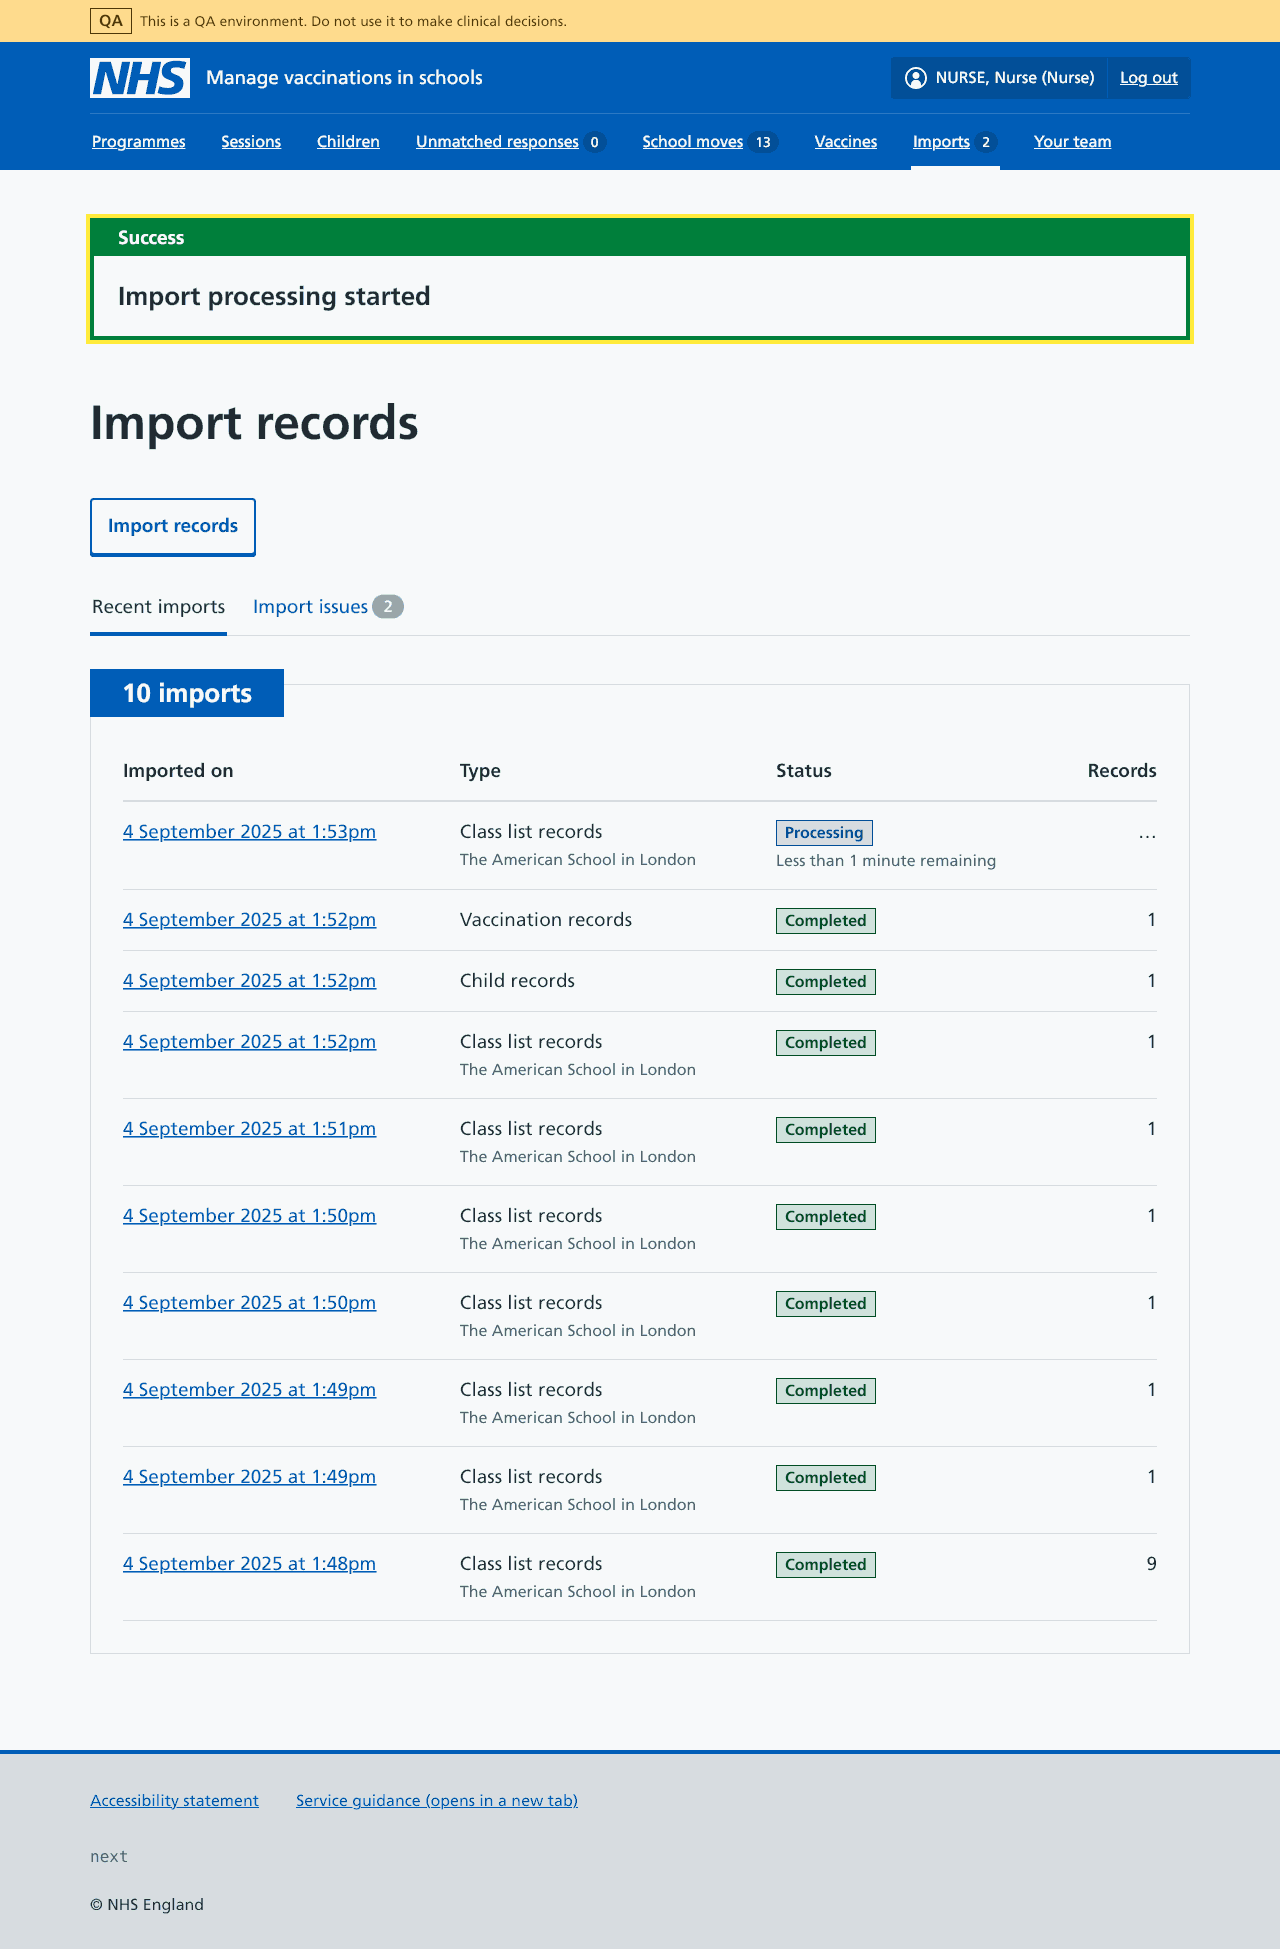 QA This is a QA environment. Do not use it to make clinical decisions.
NHS Manage vaccinations in schools NURSE, Nurse (Nurse) Log out
Programmes Sessions Children Unmatched responses 0 School moves 13 Vaccines Imports 2 Your team
Success
Import processing started
Import records
Import records
Recent imports Import issues 2
10 imports
Imported on Type Status Records
4 September 2025 at 1:53pm Class list records Processing …
The American School in London Less than 1 minute remaining
4 September 2025 at 1:52pm Vaccination records Completed 1
4 September 2025 at 1:52pm Child records Completed 1
4 September 2025 at 1:52pm Class list records Completed 1
The American School in London
4 September 2025 at 1:51pm Class list records Completed 1
The American School in London
4 September 2025 at 1:50pm Class list records Completed 1
The American School in London
4 September 2025 at 1:50pm Class list records Completed 1
The American School in London
4 September 2025 at 1:49pm Class list records Completed 1
The American School in London
4 September 2025 at 1:49pm Class list records Completed 1
The American School in London
4 September 2025 at 1:48pm Class list records Completed 9
The American School in London
Accessibility statement Service guidance (opens in a new tab)
next
© NHS England